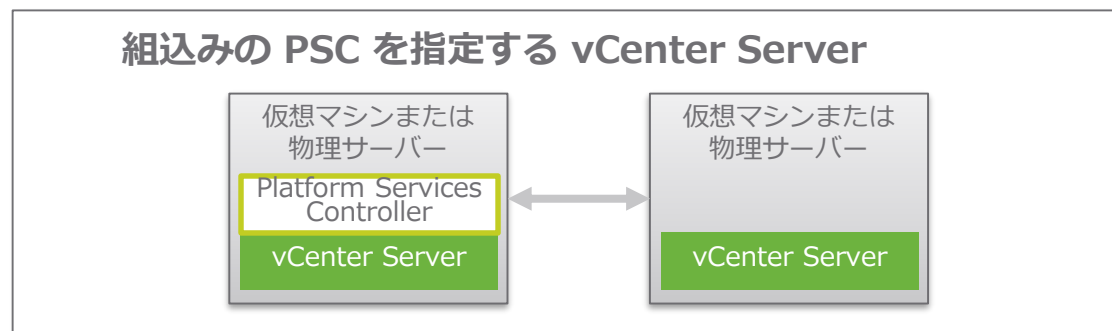 組込みの PSC を指定する vCenter Server
仮想マシンまたは
物理サーバー
Platform Services
Controller
vCenter Server
仮想マシンまたは
物理サーバー
vCenter Server